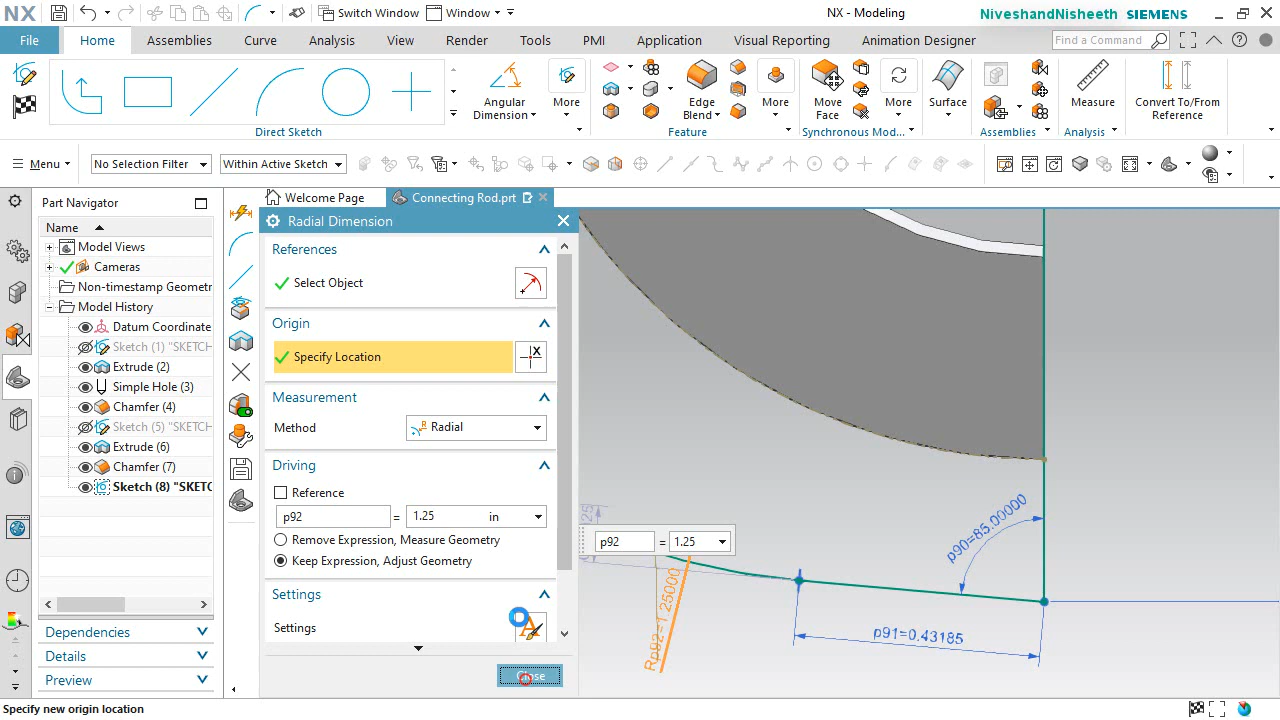 NX
Switch Window
Window
NX - Modeling
NiveshandNisheeth SIEMENS
File
Home
Assemblies
Curve
Analysis
View
Render
Tools
PMI
Application
Visual Reporting
Animation Designer
Find a Command
Angular
Dimension
More
Direct Sketch
Edge
Blend
More
Feature
Move
Face
More
Synchronous Mod...
Surface
Assemblies
Measure
Analysis
Convert To/From
Reference
Menu
No Selection Filter
Within Active Sketch
Part Navigator
Welcome Page
Connecting Rod.prt
Name
Model Views
Cameras
Non-timestamp Geometr
Model History
Datum Coordinate
Sketch (1) "SKETCH
Extrude (2)
Simple Hole (3)
Chamfer (4)
Sketch (5) "SKETCH
Extrude (6)
Chamfer (7)
Sketch (8) "SKETC
Dependencies
Details
Preview
Radial Dimension
References
Select Object
Origin
Specify Location
Measurement
Method
Radial
Driving
Reference
p92 = 1.25 in
Remove Expression, Measure Geometry
Keep Expression, Adjust Geometry
Settings
Settings
Close
p92 = 1.25
Rp92=1.25000
p90=85.00000
p91=0.43185
Specify new origin location